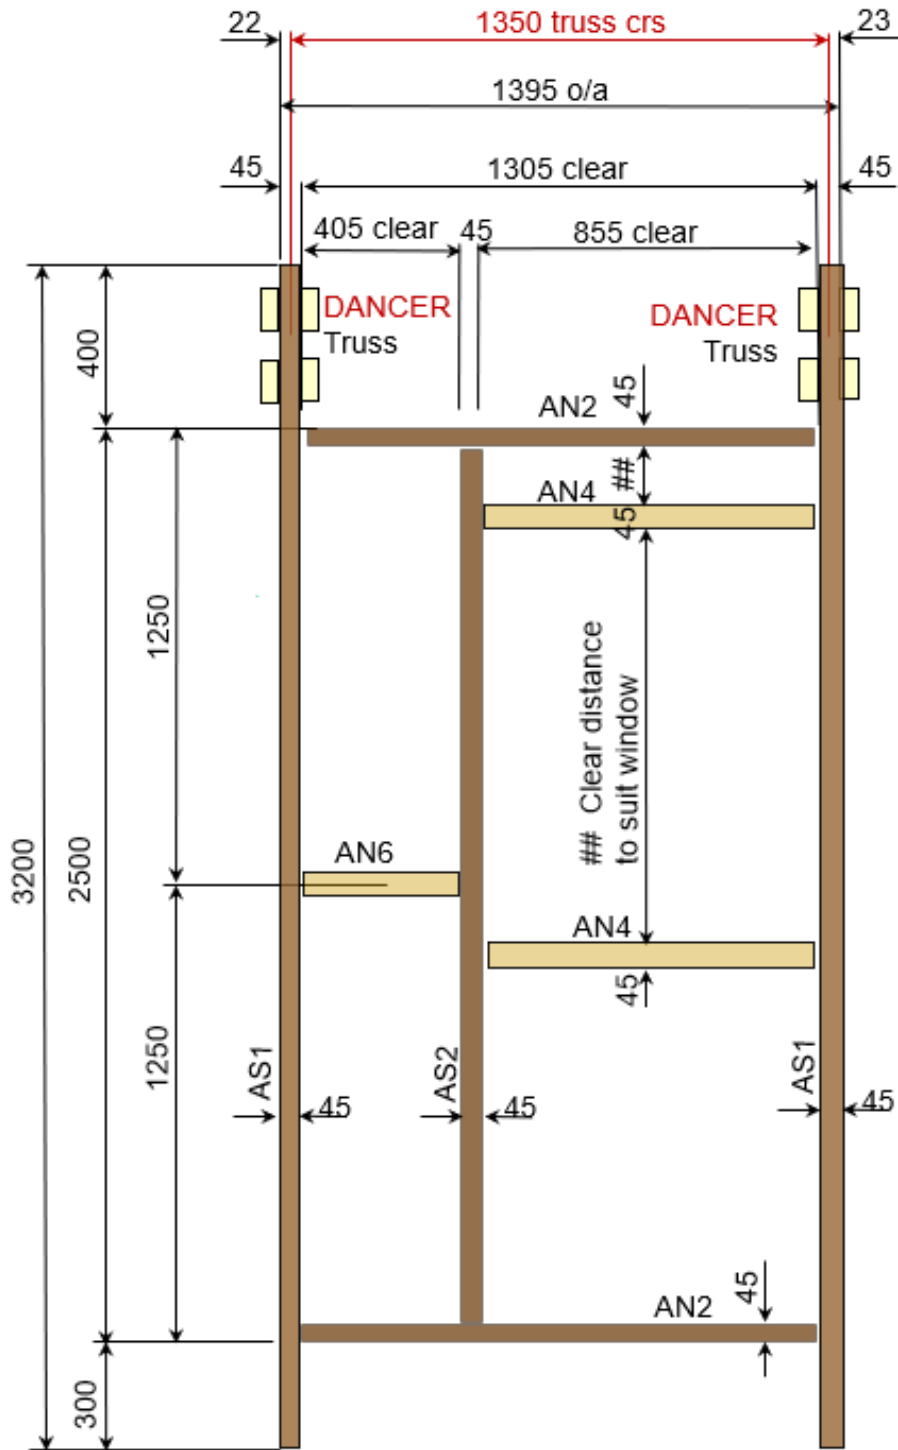 22
1350 truss crs
23
1395 o/a
45
1305 clear
45
405 clear
45
855 clear
DANCER
Truss
DANCER
Truss
400
45
AN2
##
AN4
45
1250
## Clear distance
to suit window
3200
2500
AN6
AN4
45
1250
AS1
45
AS2
45
AS1
45
45
AN2
300